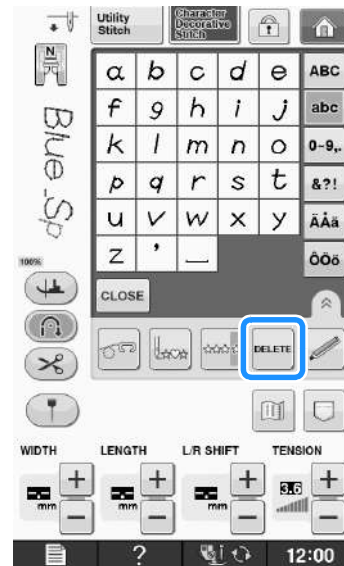 Utility Stitch
Character Decorative Stitch
N
Blue_Sp
a b c d e ABC
f g h i j abc
k l m n o 0-9,.
p q r s t &?!
u v w x y ÄÅä
z ' _ ÔÖö
100%
CLOSE
DELETE
WIDTH LENGTH L/R SHIFT TENSION
+ + + +
mm mm mm 3.6
− − − −
? i 12:00